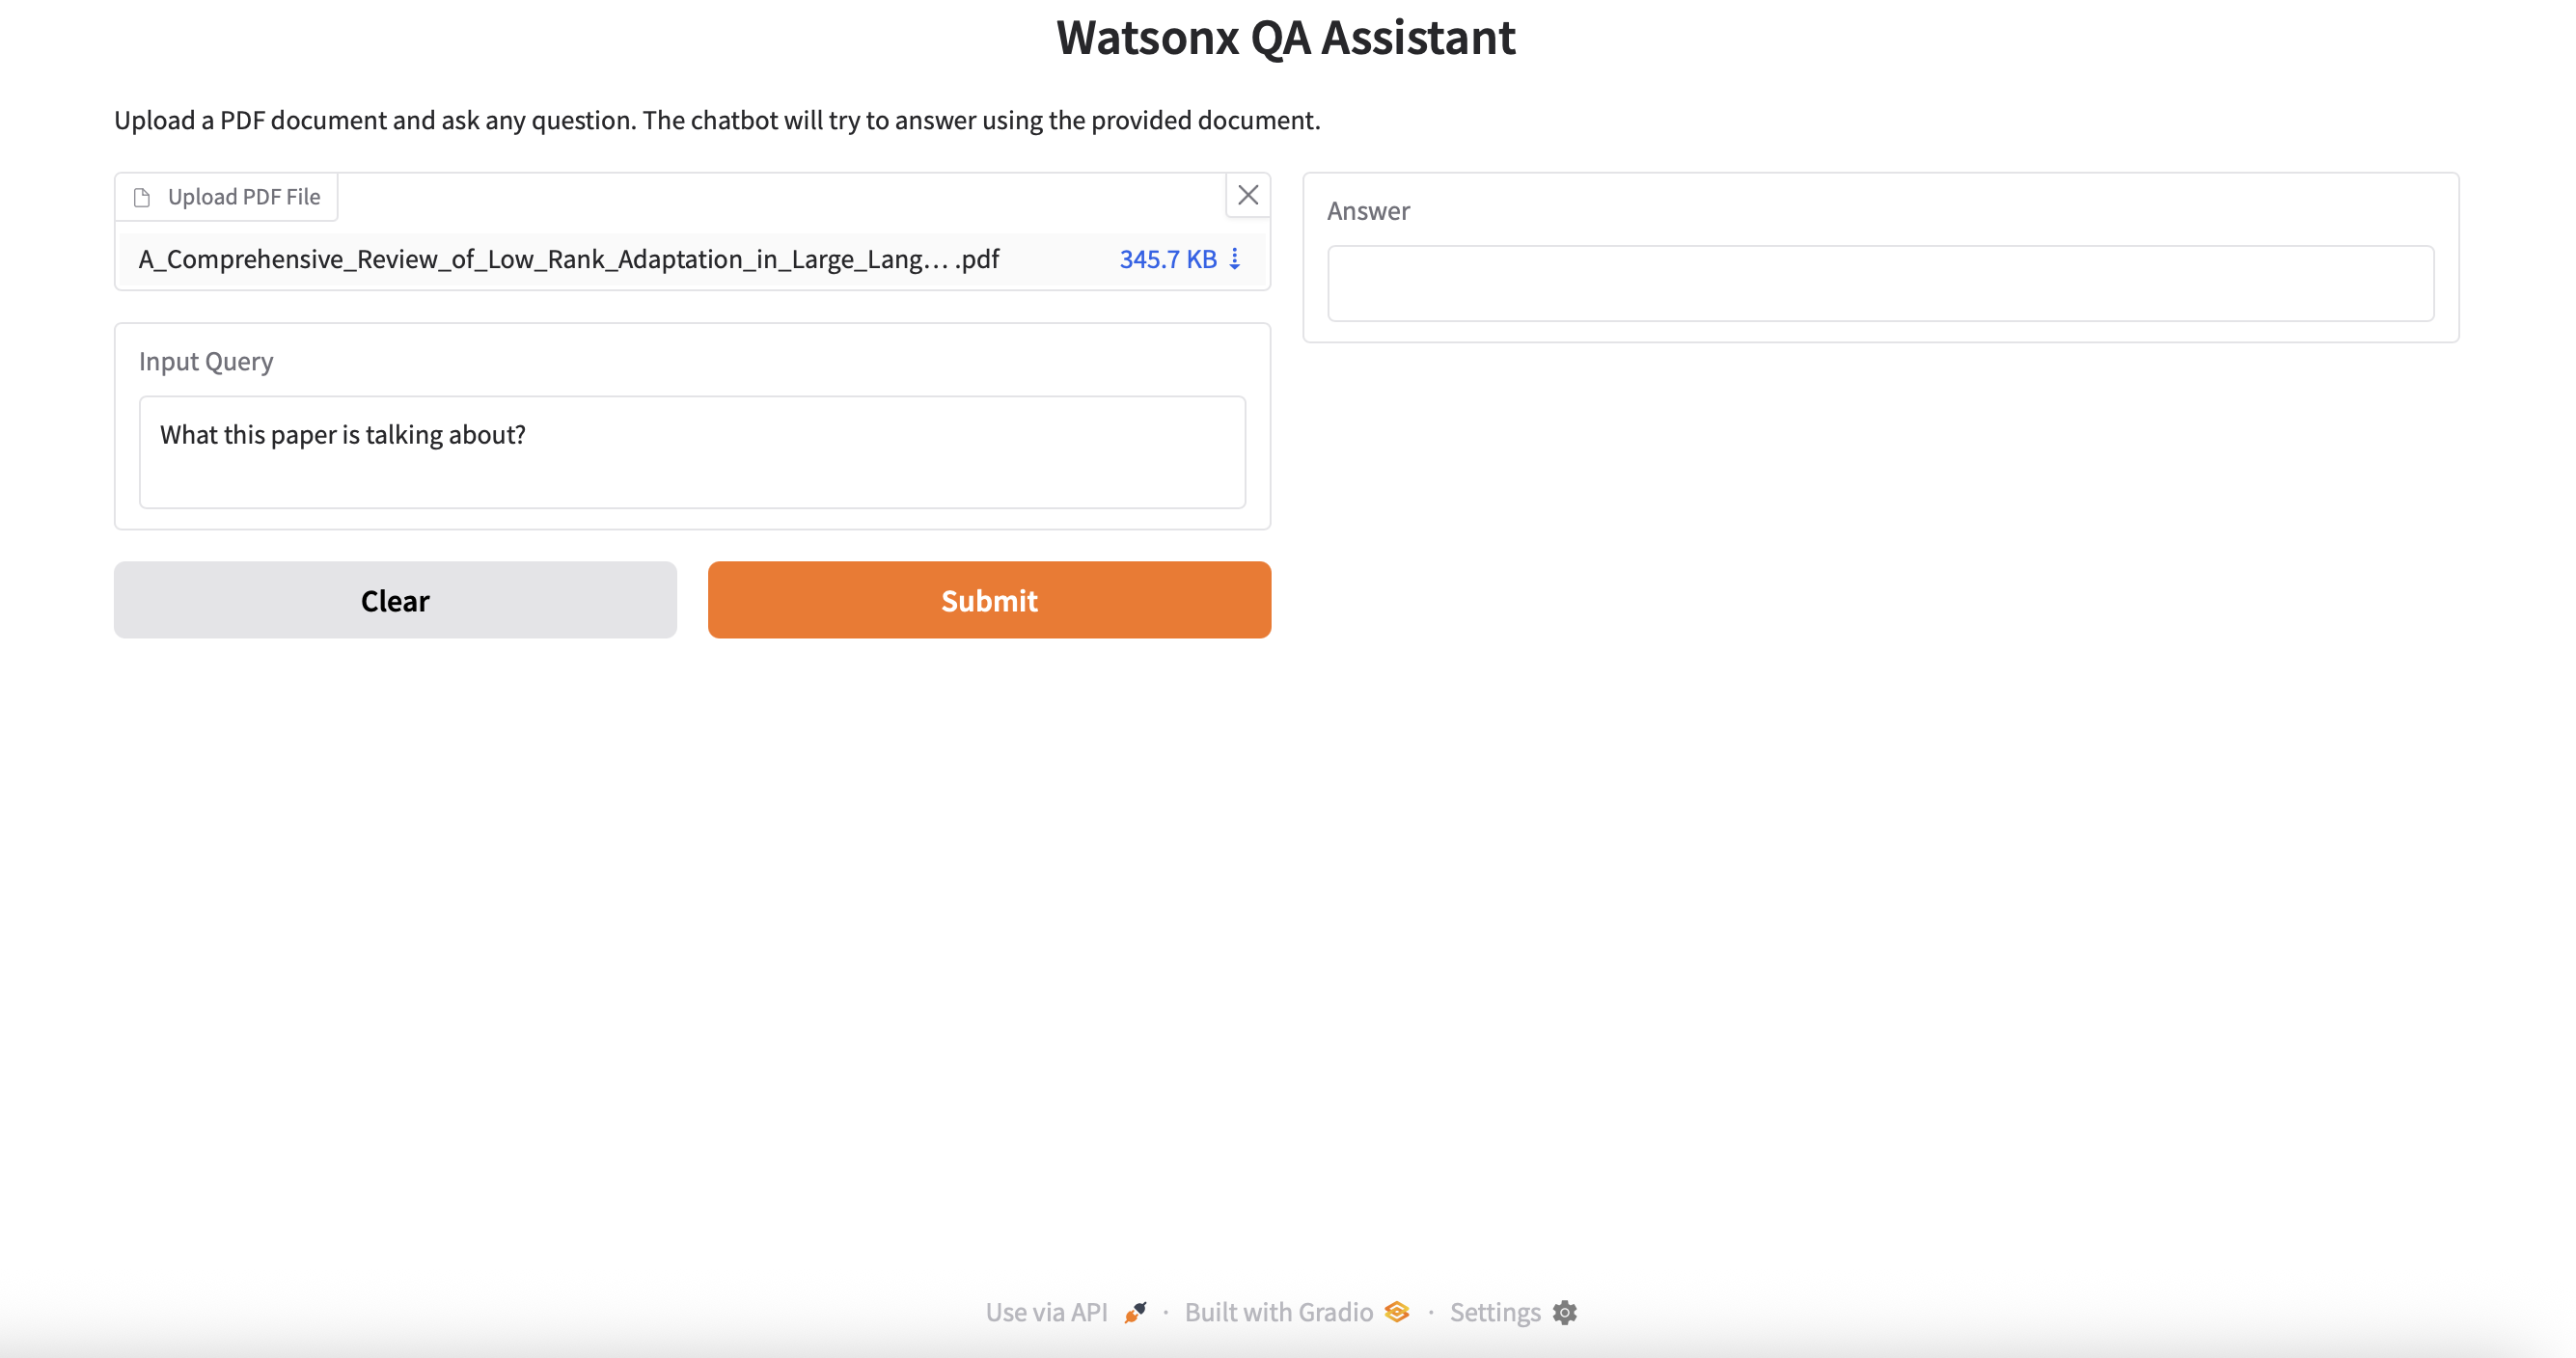 Watsonx QA Assistant
Upload a PDF document and ask any question. The chatbot will try to answer using the provided document.
Upload PDF File
A_Comprehensive_Review_of_Low_Rank_Adaptation_in_Large_Lang... .pdf 345.7 KB
Input Query
What this paper is talking about?
Clear
Submit
Answer
Use via API · Built with Gradio · Settings